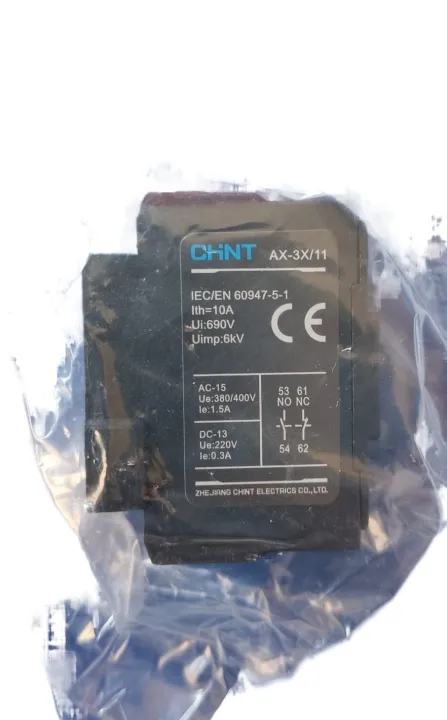 CHNT AX-3X/11
IEC/EN 60947-5-1
Ith=10A
Ui:690V
Uimp:6kV
CE
AC-15
Ue:380/400V
Ie:1.5A
DC-13
Ue:220V
Ie:0.3A
53 61
NO NC
54 62
ZHEJIANG CHINT ELECTRICS CO.,LTD.